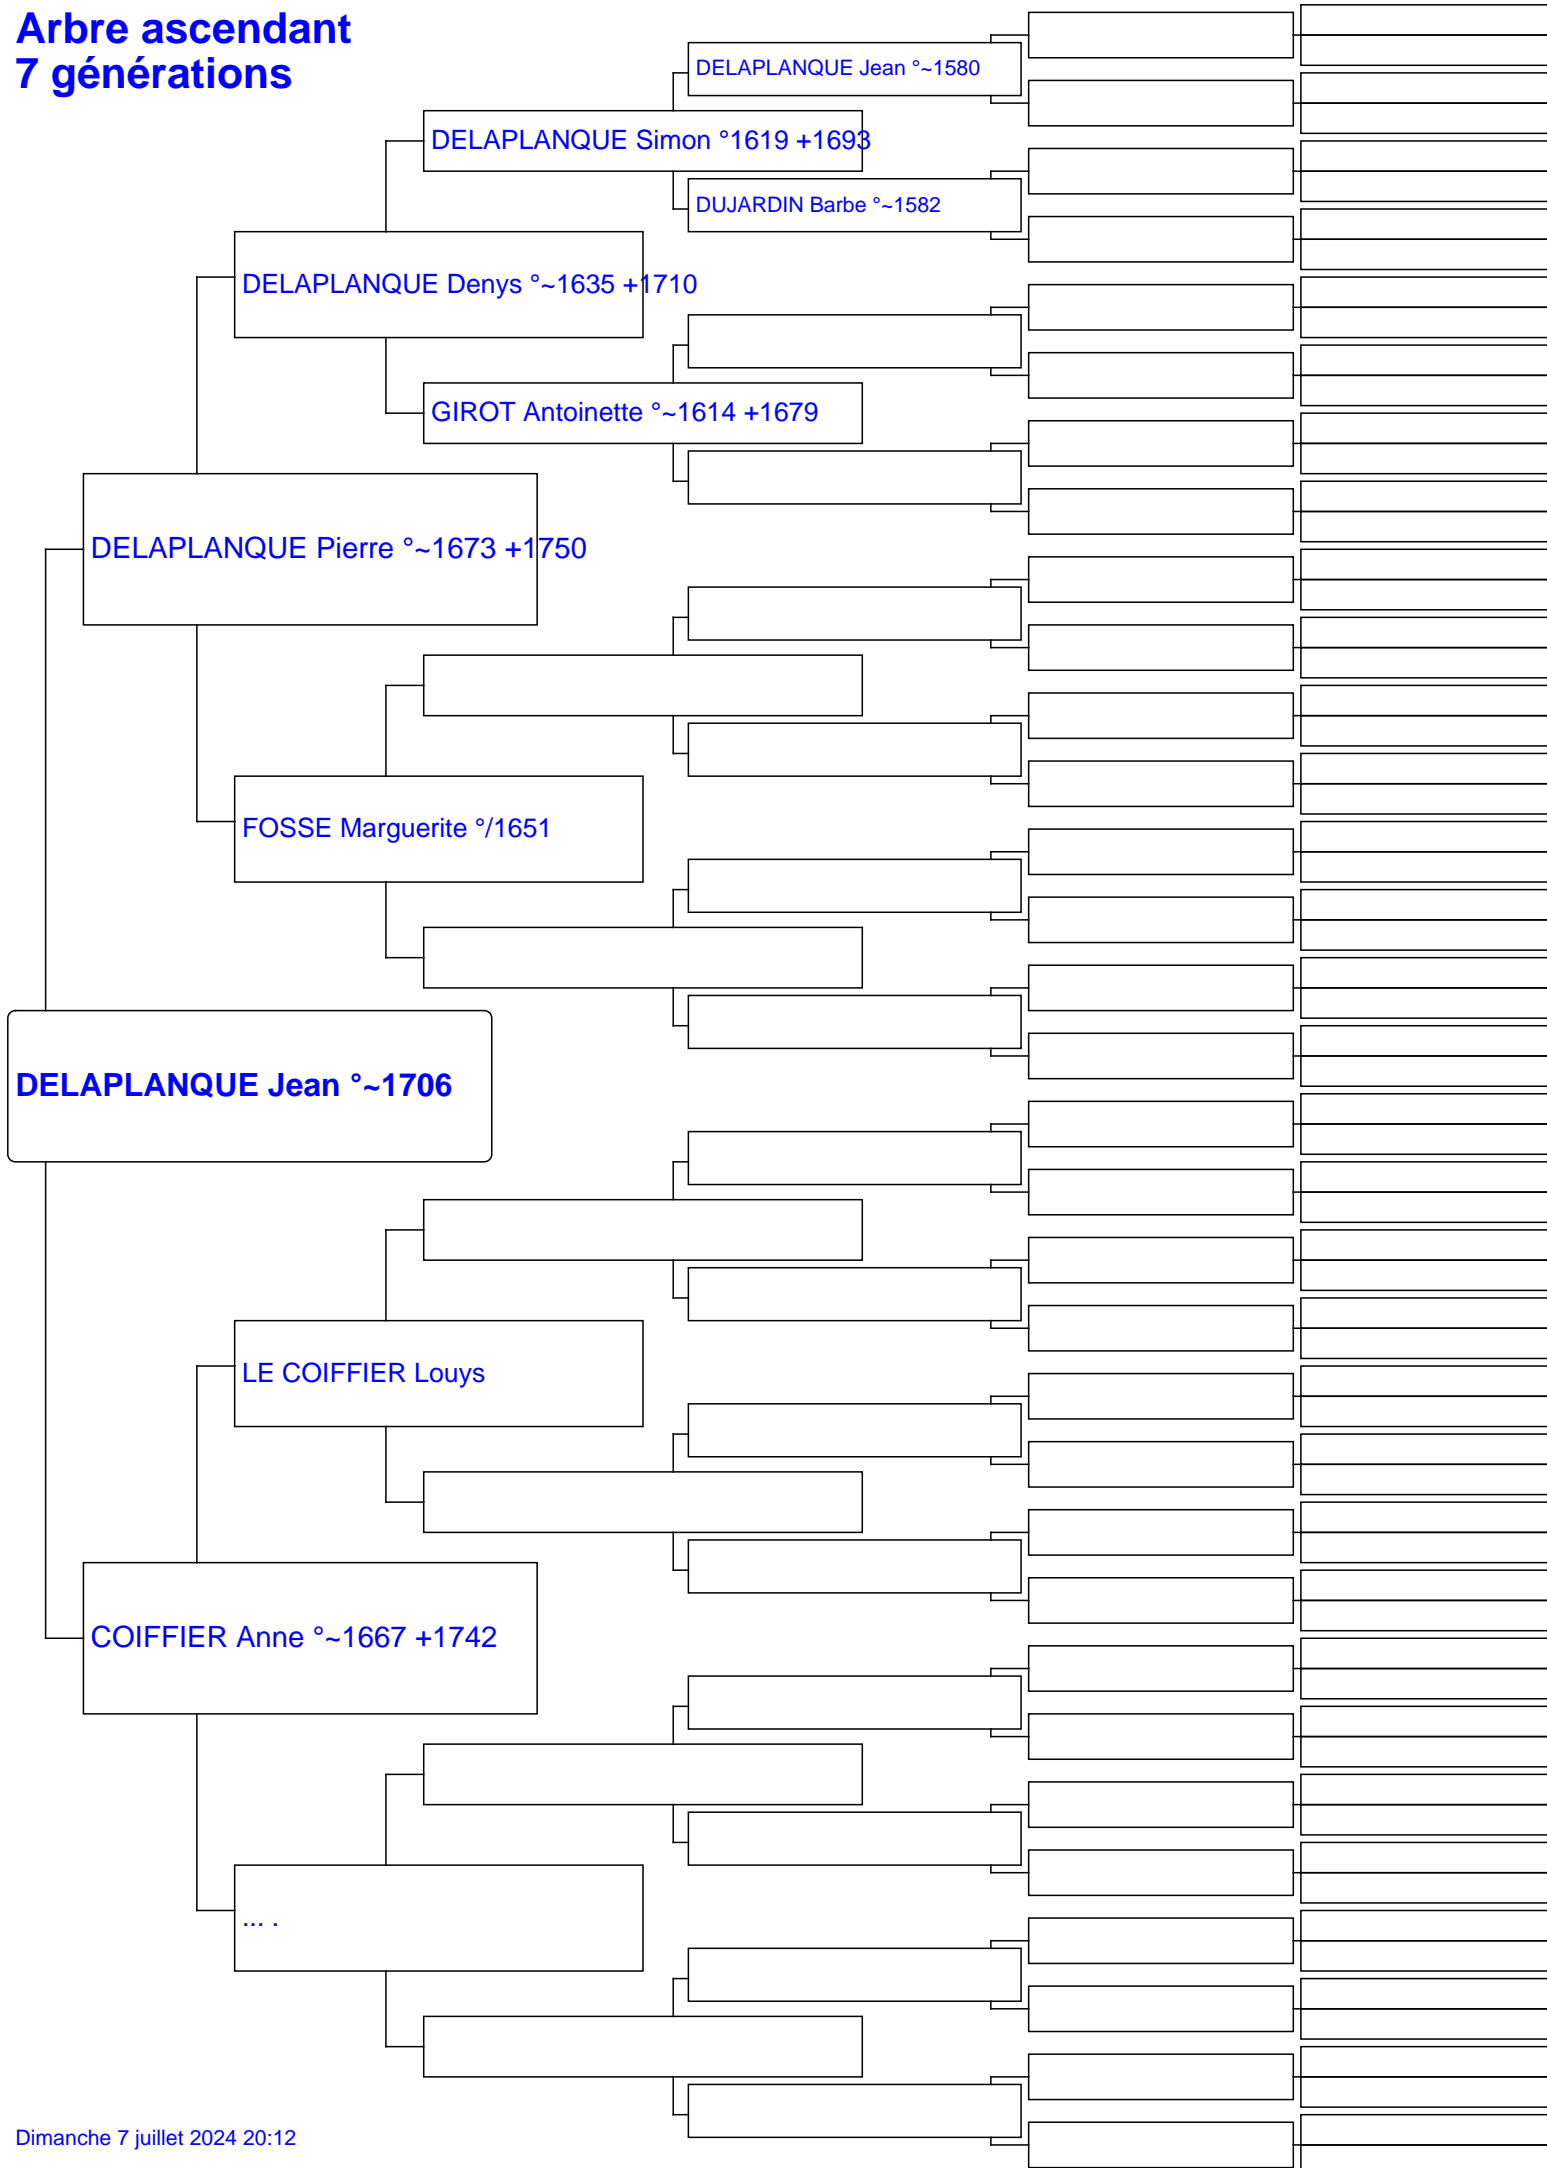 Arbre ascendant
7 générations
DELAPLANQUE Jean °~1580
DELAPLANQUE Simon °1619 +1693
DUJARDIN Barbe °~1582
DELAPLANQUE Denys °~1635 +1710
GIROT Antoinette °~1614 +1679
DELAPLANQUE Pierre °~1673 +1750
FOSSE Marguerite °/1651
DELAPLANQUE Jean °~1706
LE COIFFIER Louys
COIFFIER Anne °~1667 +1742
... .
Dimanche 7 juillet 2024 20:12